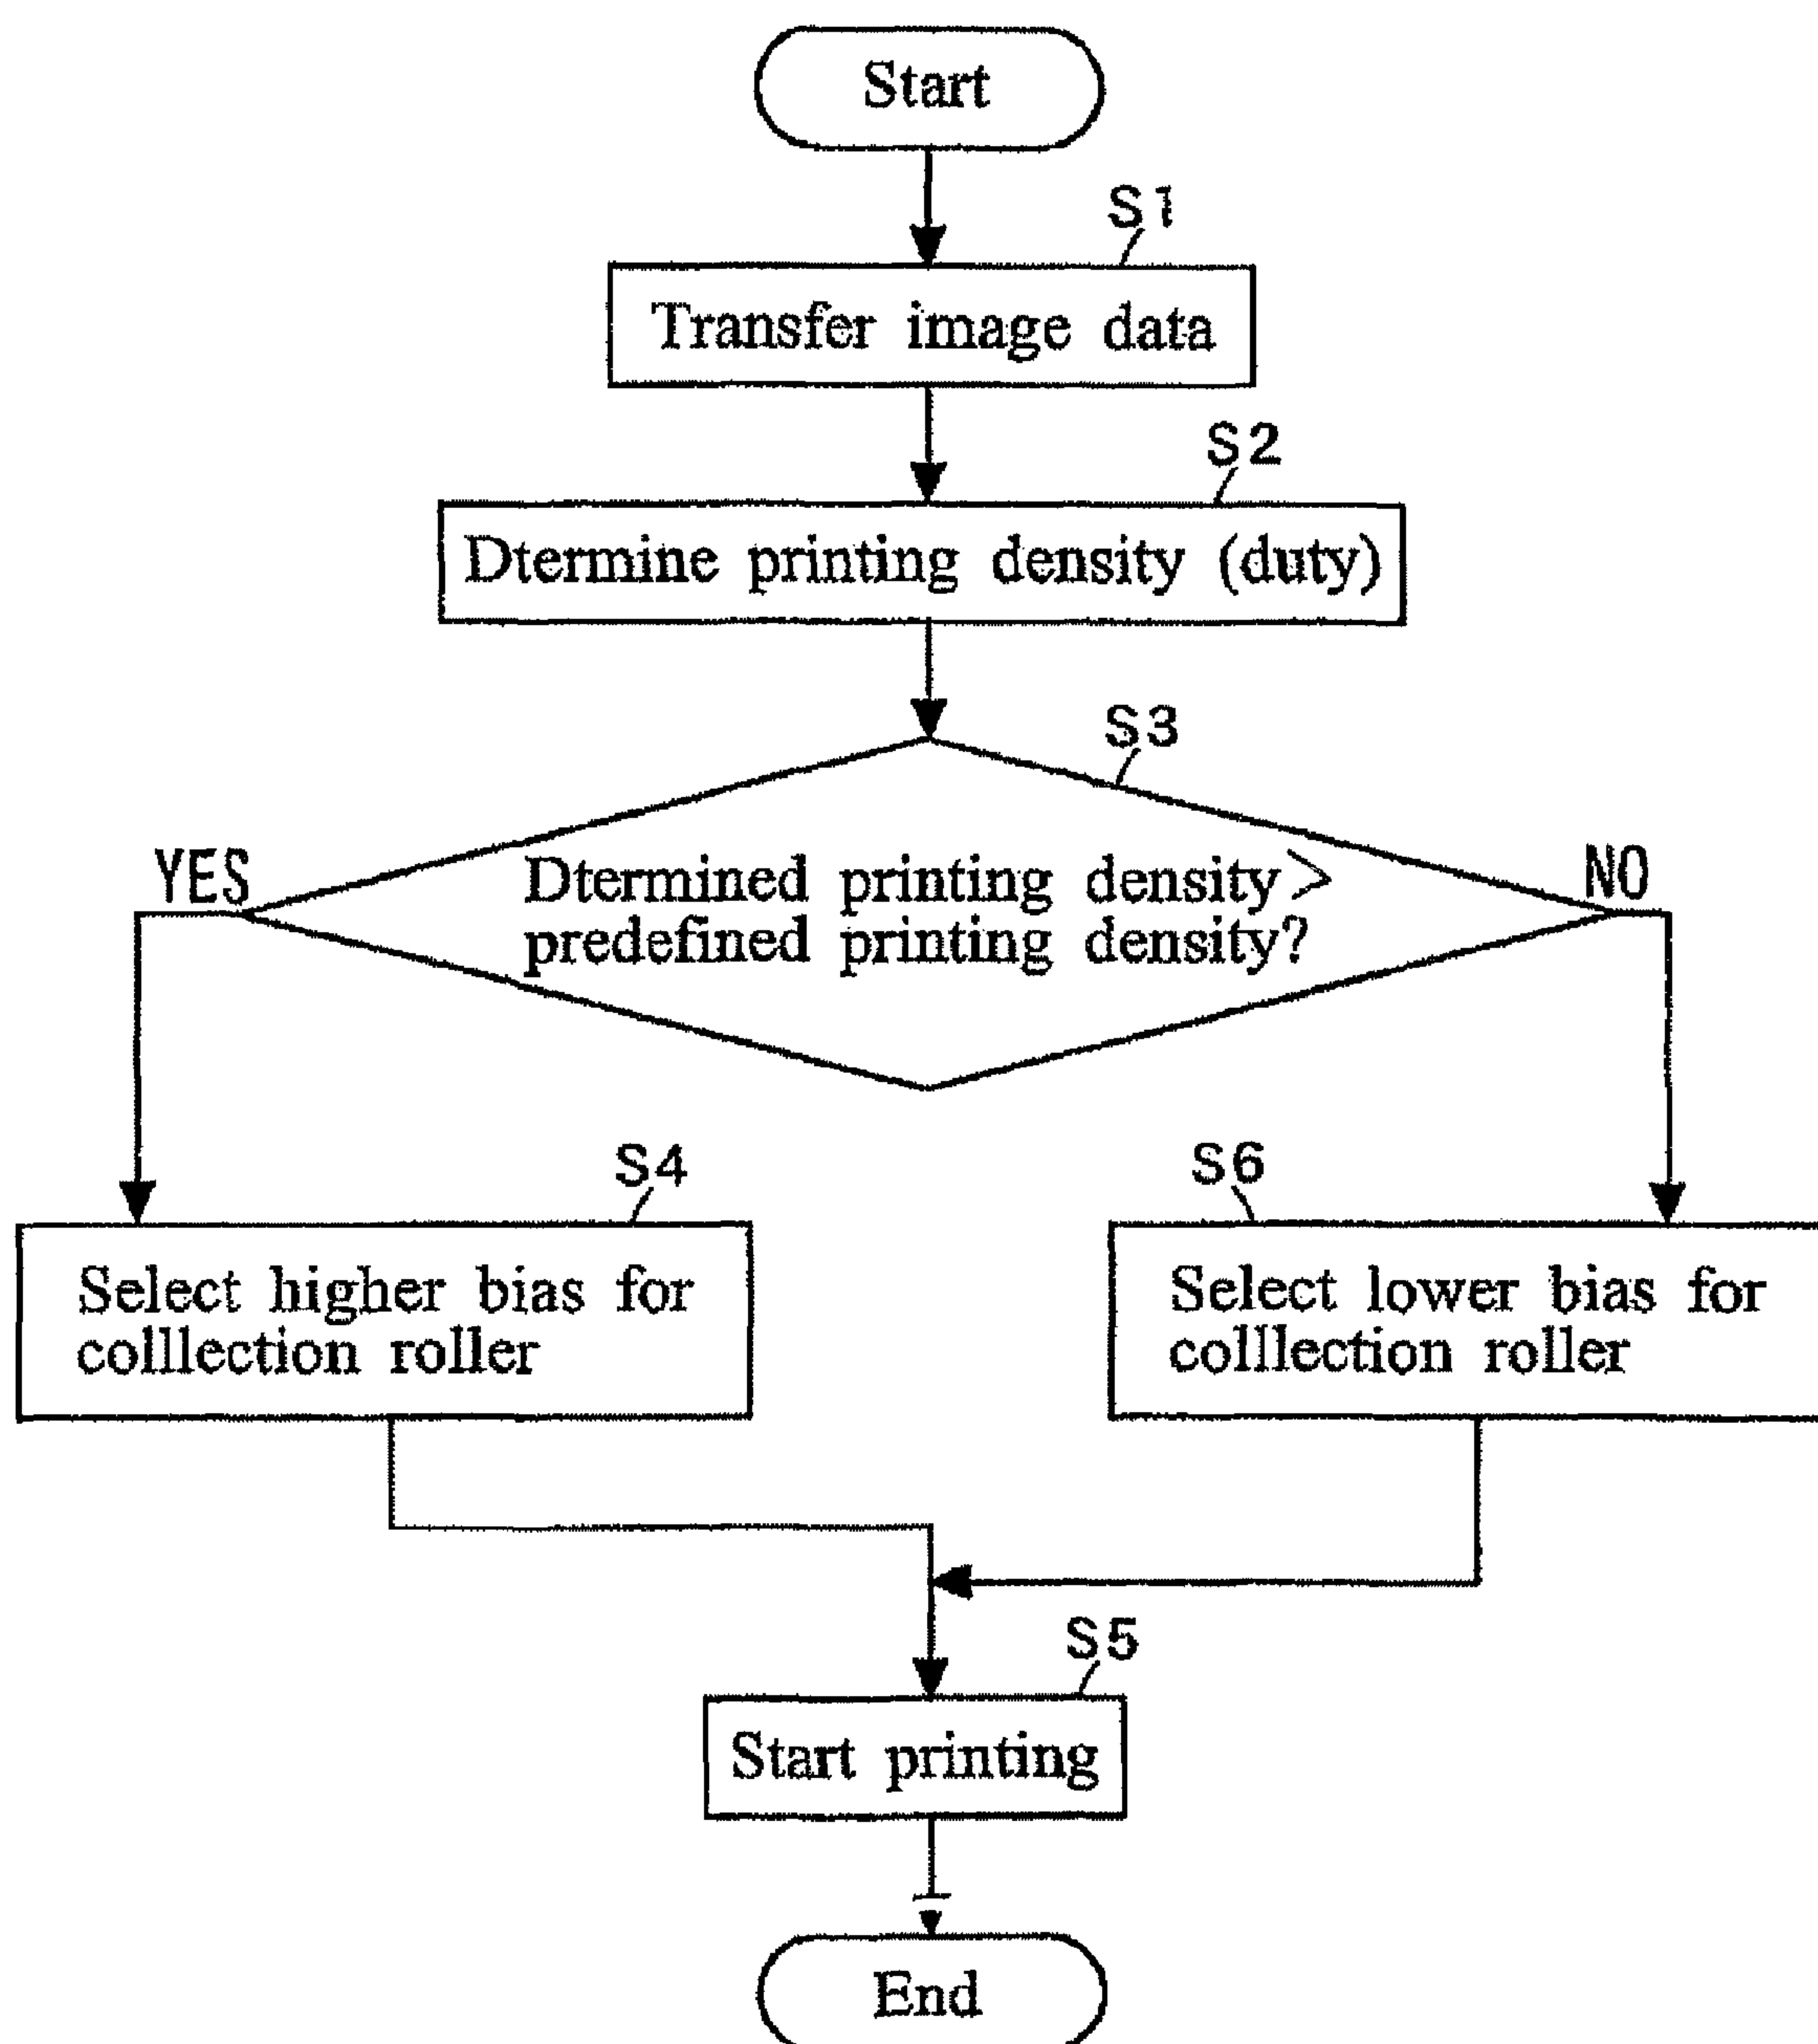 Start
S1
Transfer image data
S2
Dtermine printing density (duty)
S3
YES
Dtermined printing density>
predefined printing density?
NO
S4
Select higher bias for
colllection roller
S6
Select lower bias for
colllection roller
S5
Start printing
End